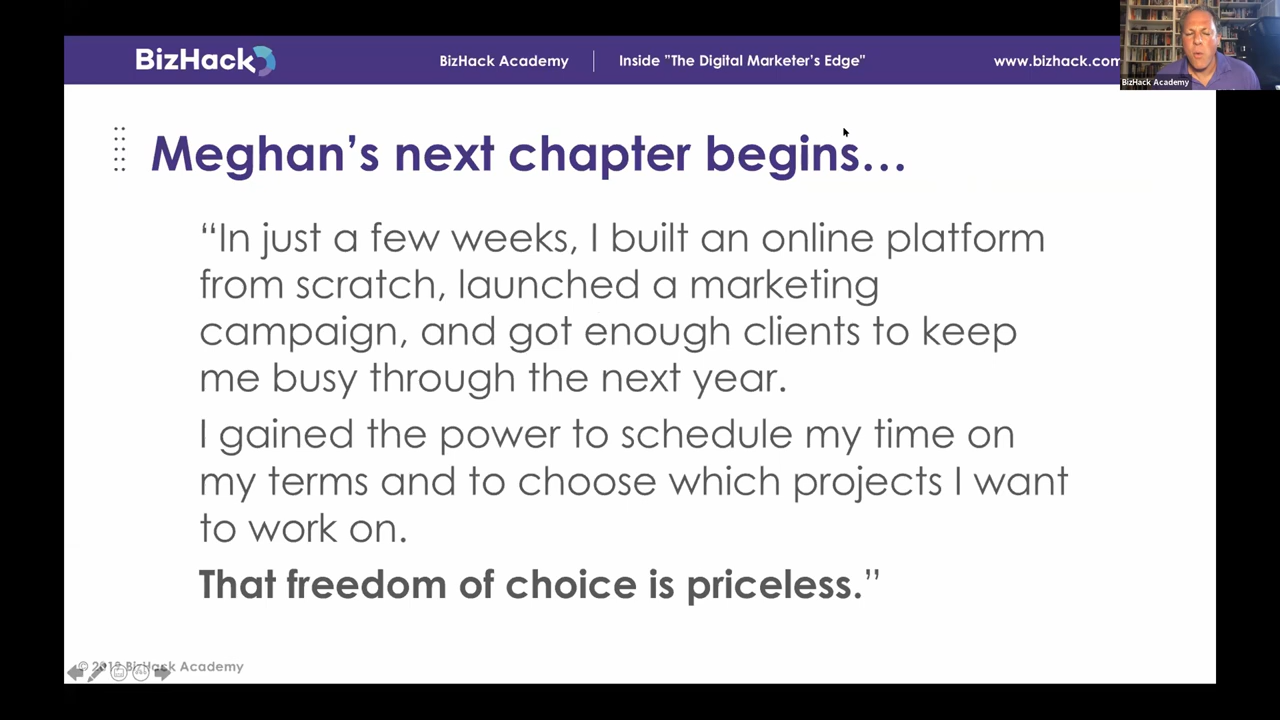 BizHack
BizHack Academy
Inside "The Digital Marketer's Edge"
www.bizhack.com
BizHack Academy
Meghan’s next chapter begins…
“In just a few weeks, I built an online platform
from scratch, launched a marketing
campaign, and got enough clients to keep
me busy through the next year.
I gained the power to schedule my time on
my terms and to choose which projects I want
to work on.
That freedom of choice is priceless.”
© 2019 BizHack Academy